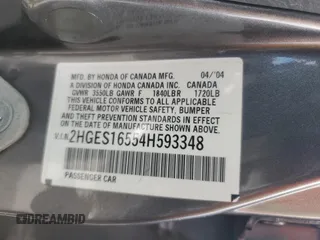 MFD. BY HONDA OF CANADA MFG. 04/04
A DIVISION OF HONDA CANADA INC. CANADA
GVWR 3550LB GAWR F 1840LB R 1720LB
THIS VEHICLE CONFORMS TO ALL APPLICABLE
FEDERAL MOTOR VEHICLE SAFETY, BUMPER
AND THEFT PREVENTION STANDARDS IN EFFECT
ON THE DATE OF MANUFACTURE SHOWN ABOVE.
V.I.N. 2HGES16554H593348
PASSENGER CAR
DREAMBID